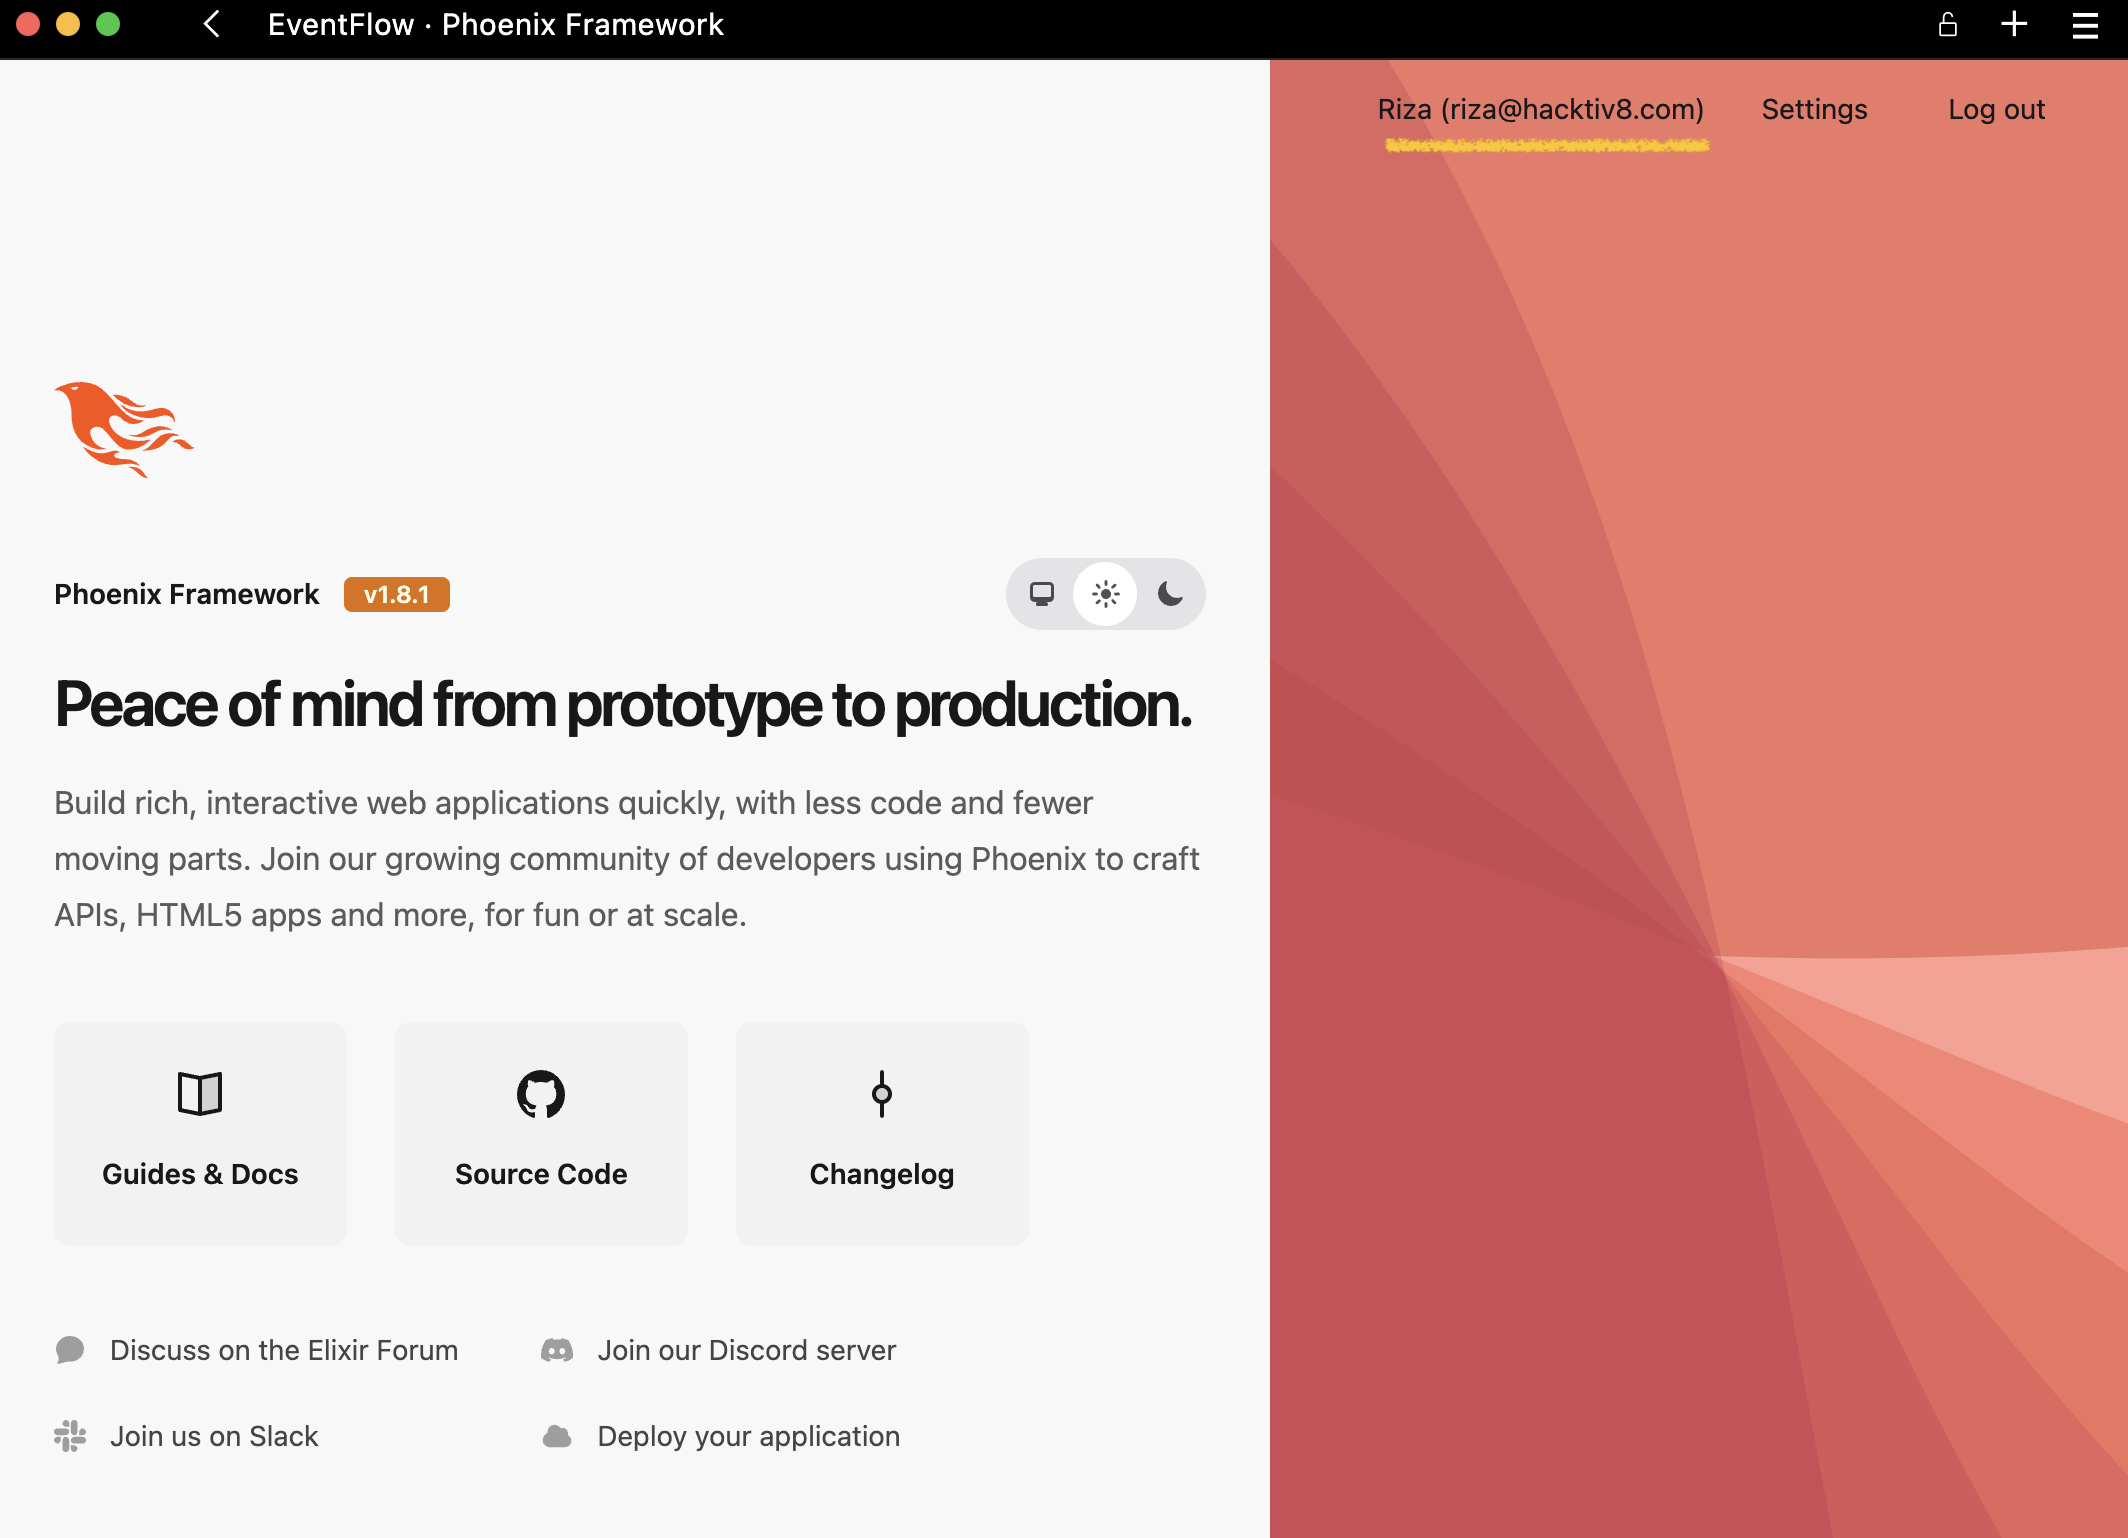 EventFlow · Phoenix Framework
Riza (riza@hacktiv8.com) Settings Log out
Phoenix Framework v1.8.1
Peace of mind from prototype to production.
Build rich, interactive web applications quickly, with less code and fewer
moving parts. Join our growing community of developers using Phoenix to craft
APIs, HTML5 apps and more, for fun or at scale.
Guides & Docs Source Code Changelog
Discuss on the Elixir Forum Join our Discord server
Join us on Slack Deploy your application